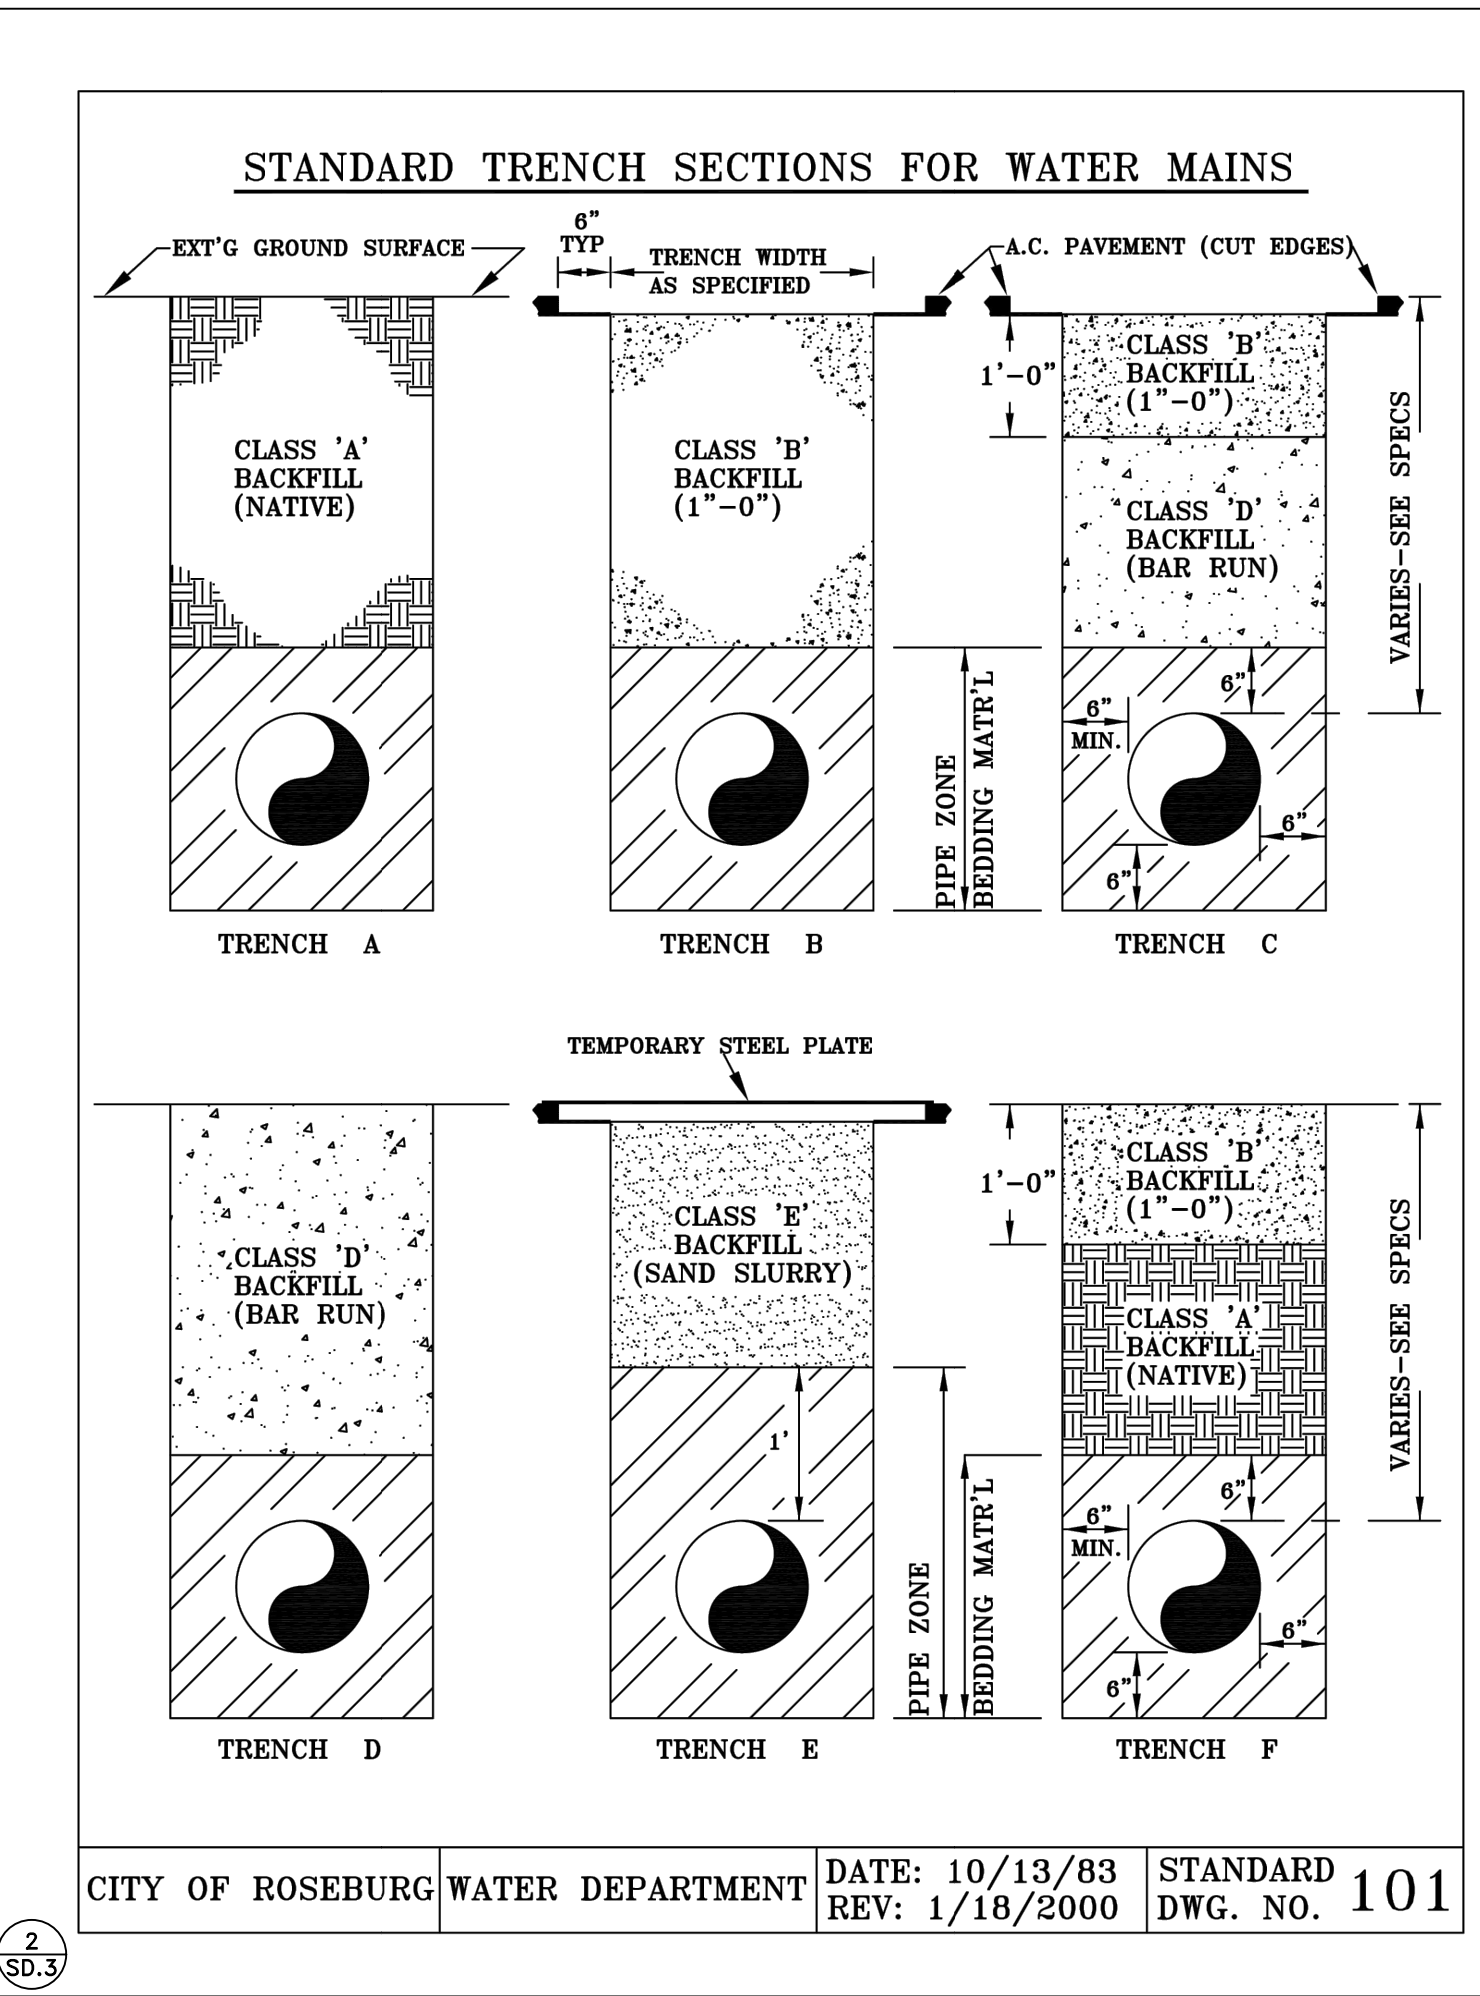 STANDARD TRENCH SECTIONS FOR WATER MAINS
EXT'G GROUND SURFACE
6"
TYP
TRENCH WIDTH
AS SPECIFIED
A.C. PAVEMENT (CUT EDGES)
CLASS 'A'
BACKFILL
(NATIVE)
CLASS 'B'
BACKFILL
(1"-0")
1'-0"
CLASS 'B'
BACKFILL
(1"-0")
CLASS 'D'
BACKFILL
(BAR RUN)
VARIES-SEE SPECS
PIPE ZONE
BEDDING MATR'L
6"
6"
MIN.
6"
6"
TRENCH A
TRENCH B
TRENCH C
TEMPORARY STEEL PLATE
CLASS 'D'
BACKFILL
(BAR RUN)
CLASS 'E'
BACKFILL
(SAND SLURRY)
1'
PIPE ZONE
BEDDING MATR'L
1'-0"
CLASS 'B'
BACKFILL
(1"-0")
CLASS 'A'
BACKFILL
(NATIVE)
VARIES-SEE SPECS
6"
6"
MIN.
6"
6"
TRENCH D
TRENCH E
TRENCH F
CITY OF ROSEBURG
WATER DEPARTMENT
DATE: 10/13/83
REV: 1/18/2000
STANDARD
DWG. NO. 101
2
SD.3